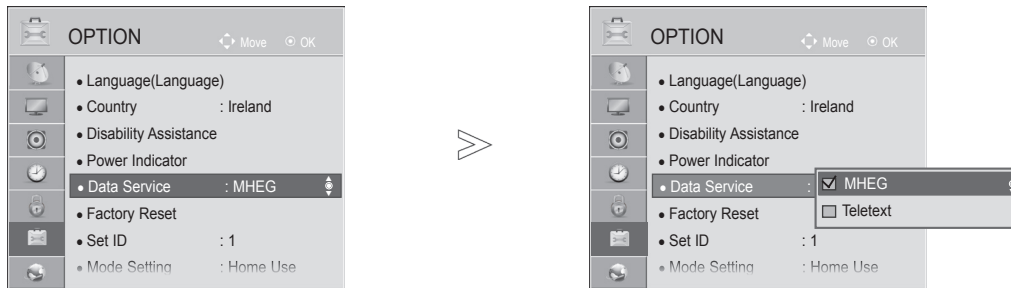 OPTION
Move OK
• Language(Language)
• Country : Ireland
• Disability Assistance
• Power Indicator
• Data Service : MHEG
• Factory Reset
• Set ID : 1
• Mode Setting : Home Use
OPTION
Move OK
• Language(Language)
• Country : Ireland
• Disability Assistance
• Power Indicator
• Data Service :
MHEG
Teletext
• Factory Reset
• Set ID : 1
• Mode Setting : Home Use